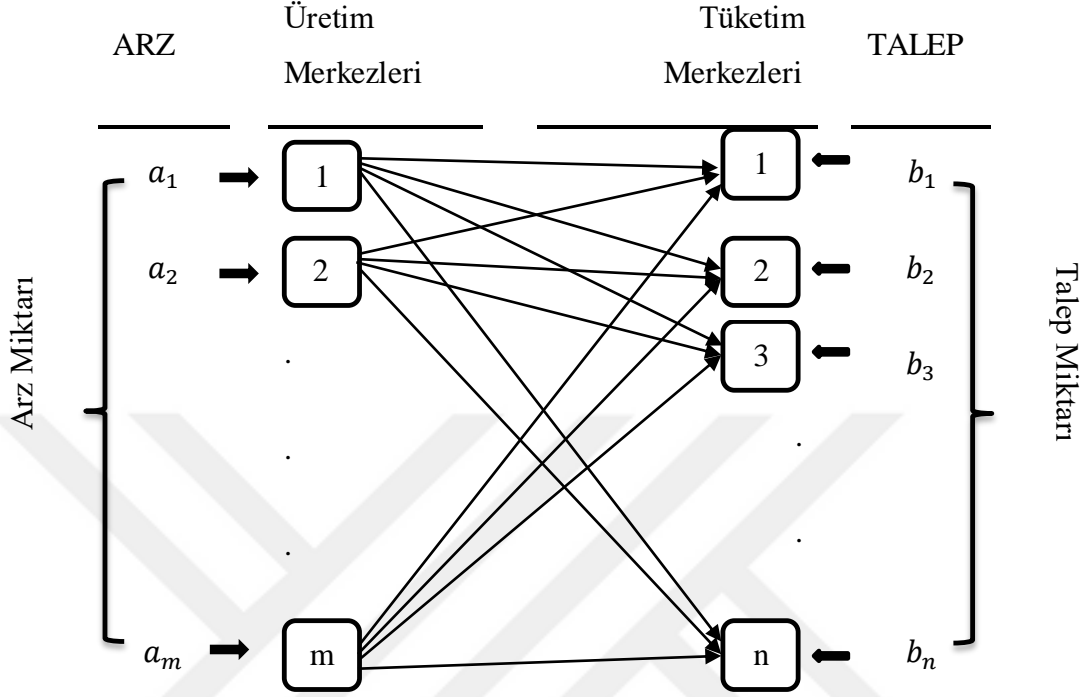 ARZ
Üretim
Merkezleri
Tüketim
Merkezleri
TALEP
Arz Miktarı
Talep Miktarı
a₁
1
1
b₁
a₂
2
2
b₂
.
3
b₃
.
.
.
.
aₘ
m
n
bₙ